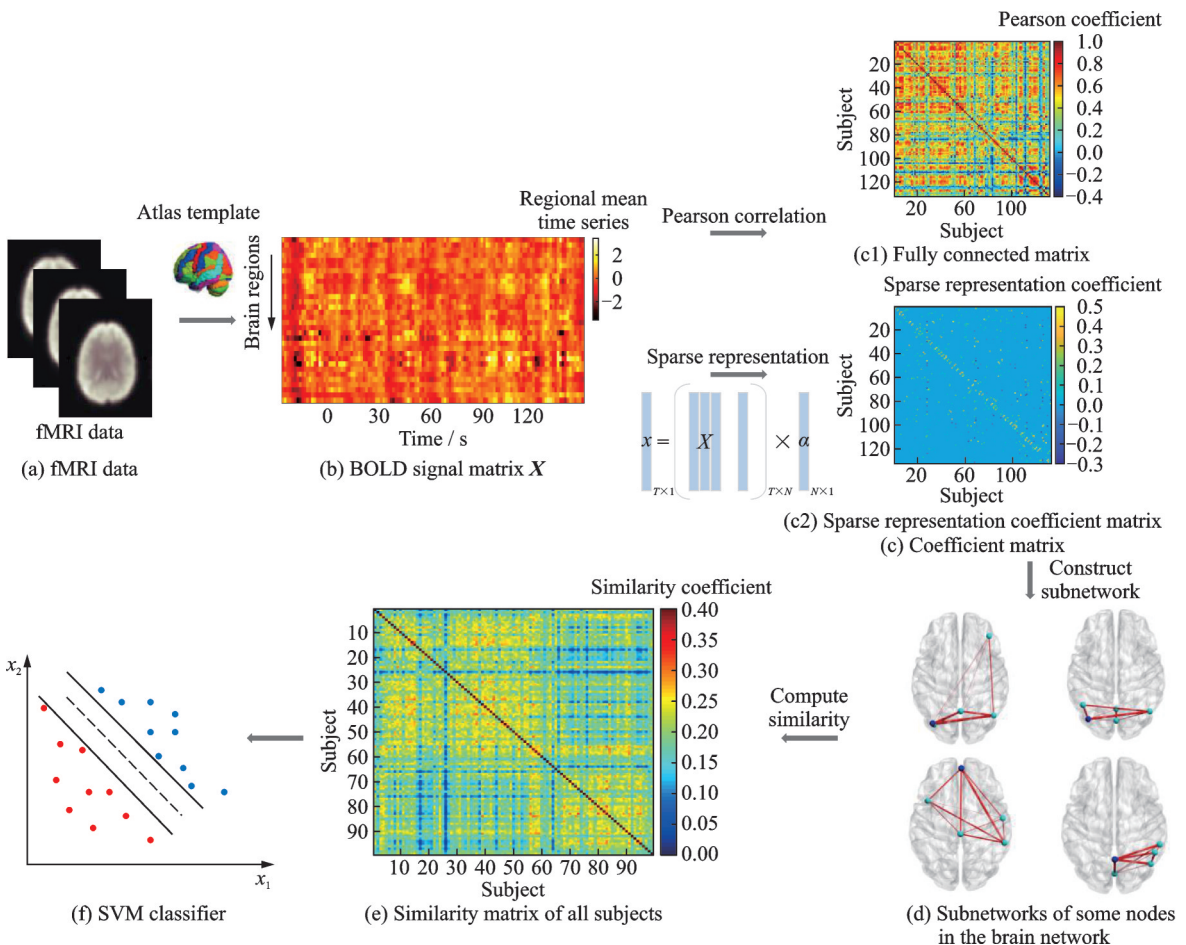 Atlas template
fMRI data
(a) fMRI data
Brain regions
Regional mean
time series
2
0
−2
0 30 60 90 120
Time / s
(b) BOLD signal matrix X
Pearson correlation
Sparse representation
x = X × α
T×1 T×N N×1
Pearson coefficient
1.0
0.8
0.6
0.4
0.2
0.0
−0.2
−0.4
Subject
20
40
60
80
100
120
20 60 100
Subject
(c1) Fully connected matrix
Sparse representation coefficient
0.5
0.4
0.3
0.2
0.1
0.0
−0.1
−0.2
−0.3
Subject
20
40
60
80
100
120
20 60 100
Subject
(c2) Sparse representation coefficient matrix
(c) Coefficient matrix
Construct
subnetwork
(d) Subnetworks of some nodes
in the brain network
Compute
similarity
Similarity coefficient
0.40
0.35
0.30
0.25
0.20
0.15
0.10
0.05
0.00
Subject
10
20
30
40
50
60
70
80
90
10 20 30 40 50 60 70 80 90
Subject
(e) Similarity matrix of all subjects
x2
x1
(f) SVM classifier